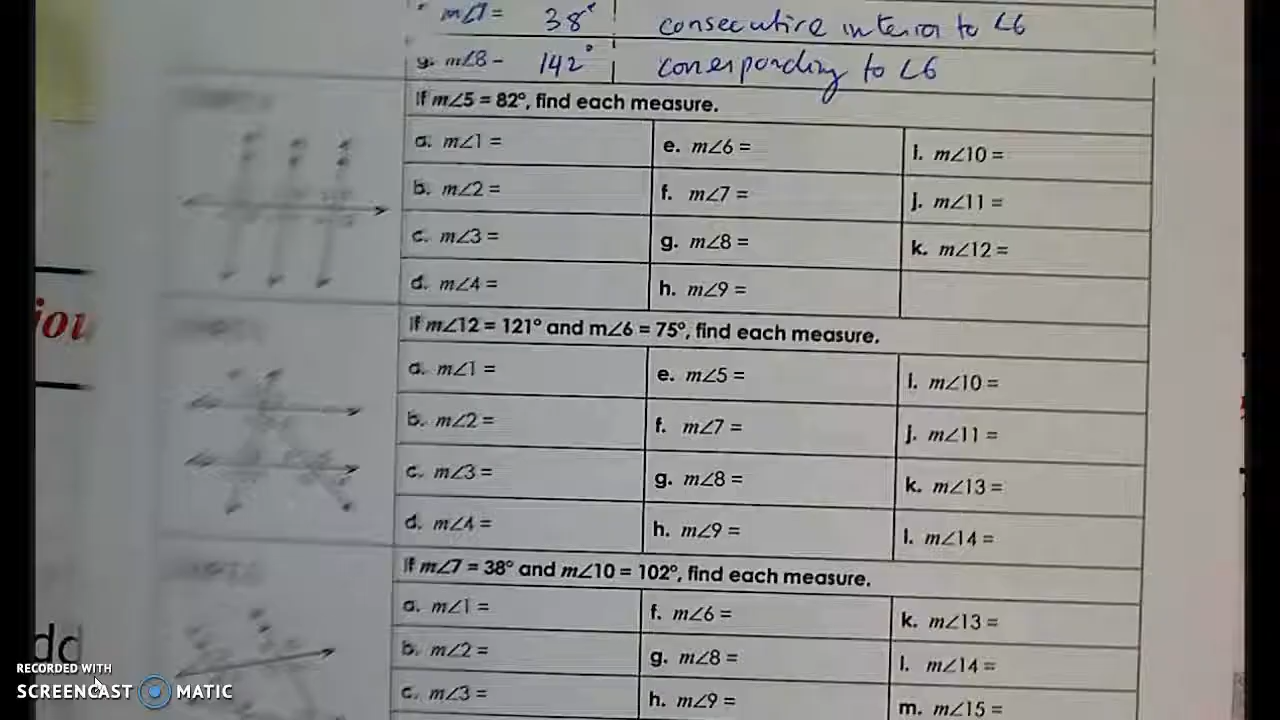 m∠7 = 38° consecutive interior to ∠6
g. m∠8 = 142° corresponding to ∠6
If m∠5 = 82°, find each measure.
a. m∠1 = e. m∠6 = i. m∠10 =
b. m∠2 = f. m∠7 = j. m∠11 =
c. m∠3 = g. m∠8 = k. m∠12 =
d. m∠4 = h. m∠9 =
If m∠12 = 121° and m∠6 = 75°, find each measure.
a. m∠1 = e. m∠5 = i. m∠10 =
b. m∠2 = f. m∠7 = j. m∠11 =
c. m∠3 = g. m∠8 = k. m∠13 =
d. m∠4 = h. m∠9 = l. m∠14 =
If m∠7 = 38° and m∠10 = 102°, find each measure.
a. m∠1 = f. m∠6 = k. m∠13 =
b. m∠2 = g. m∠8 = l. m∠14 =
c. m∠3 = h. m∠9 = m. m∠15 =
iou
dd
RECORDED WITH
SCREENCAST MATIC